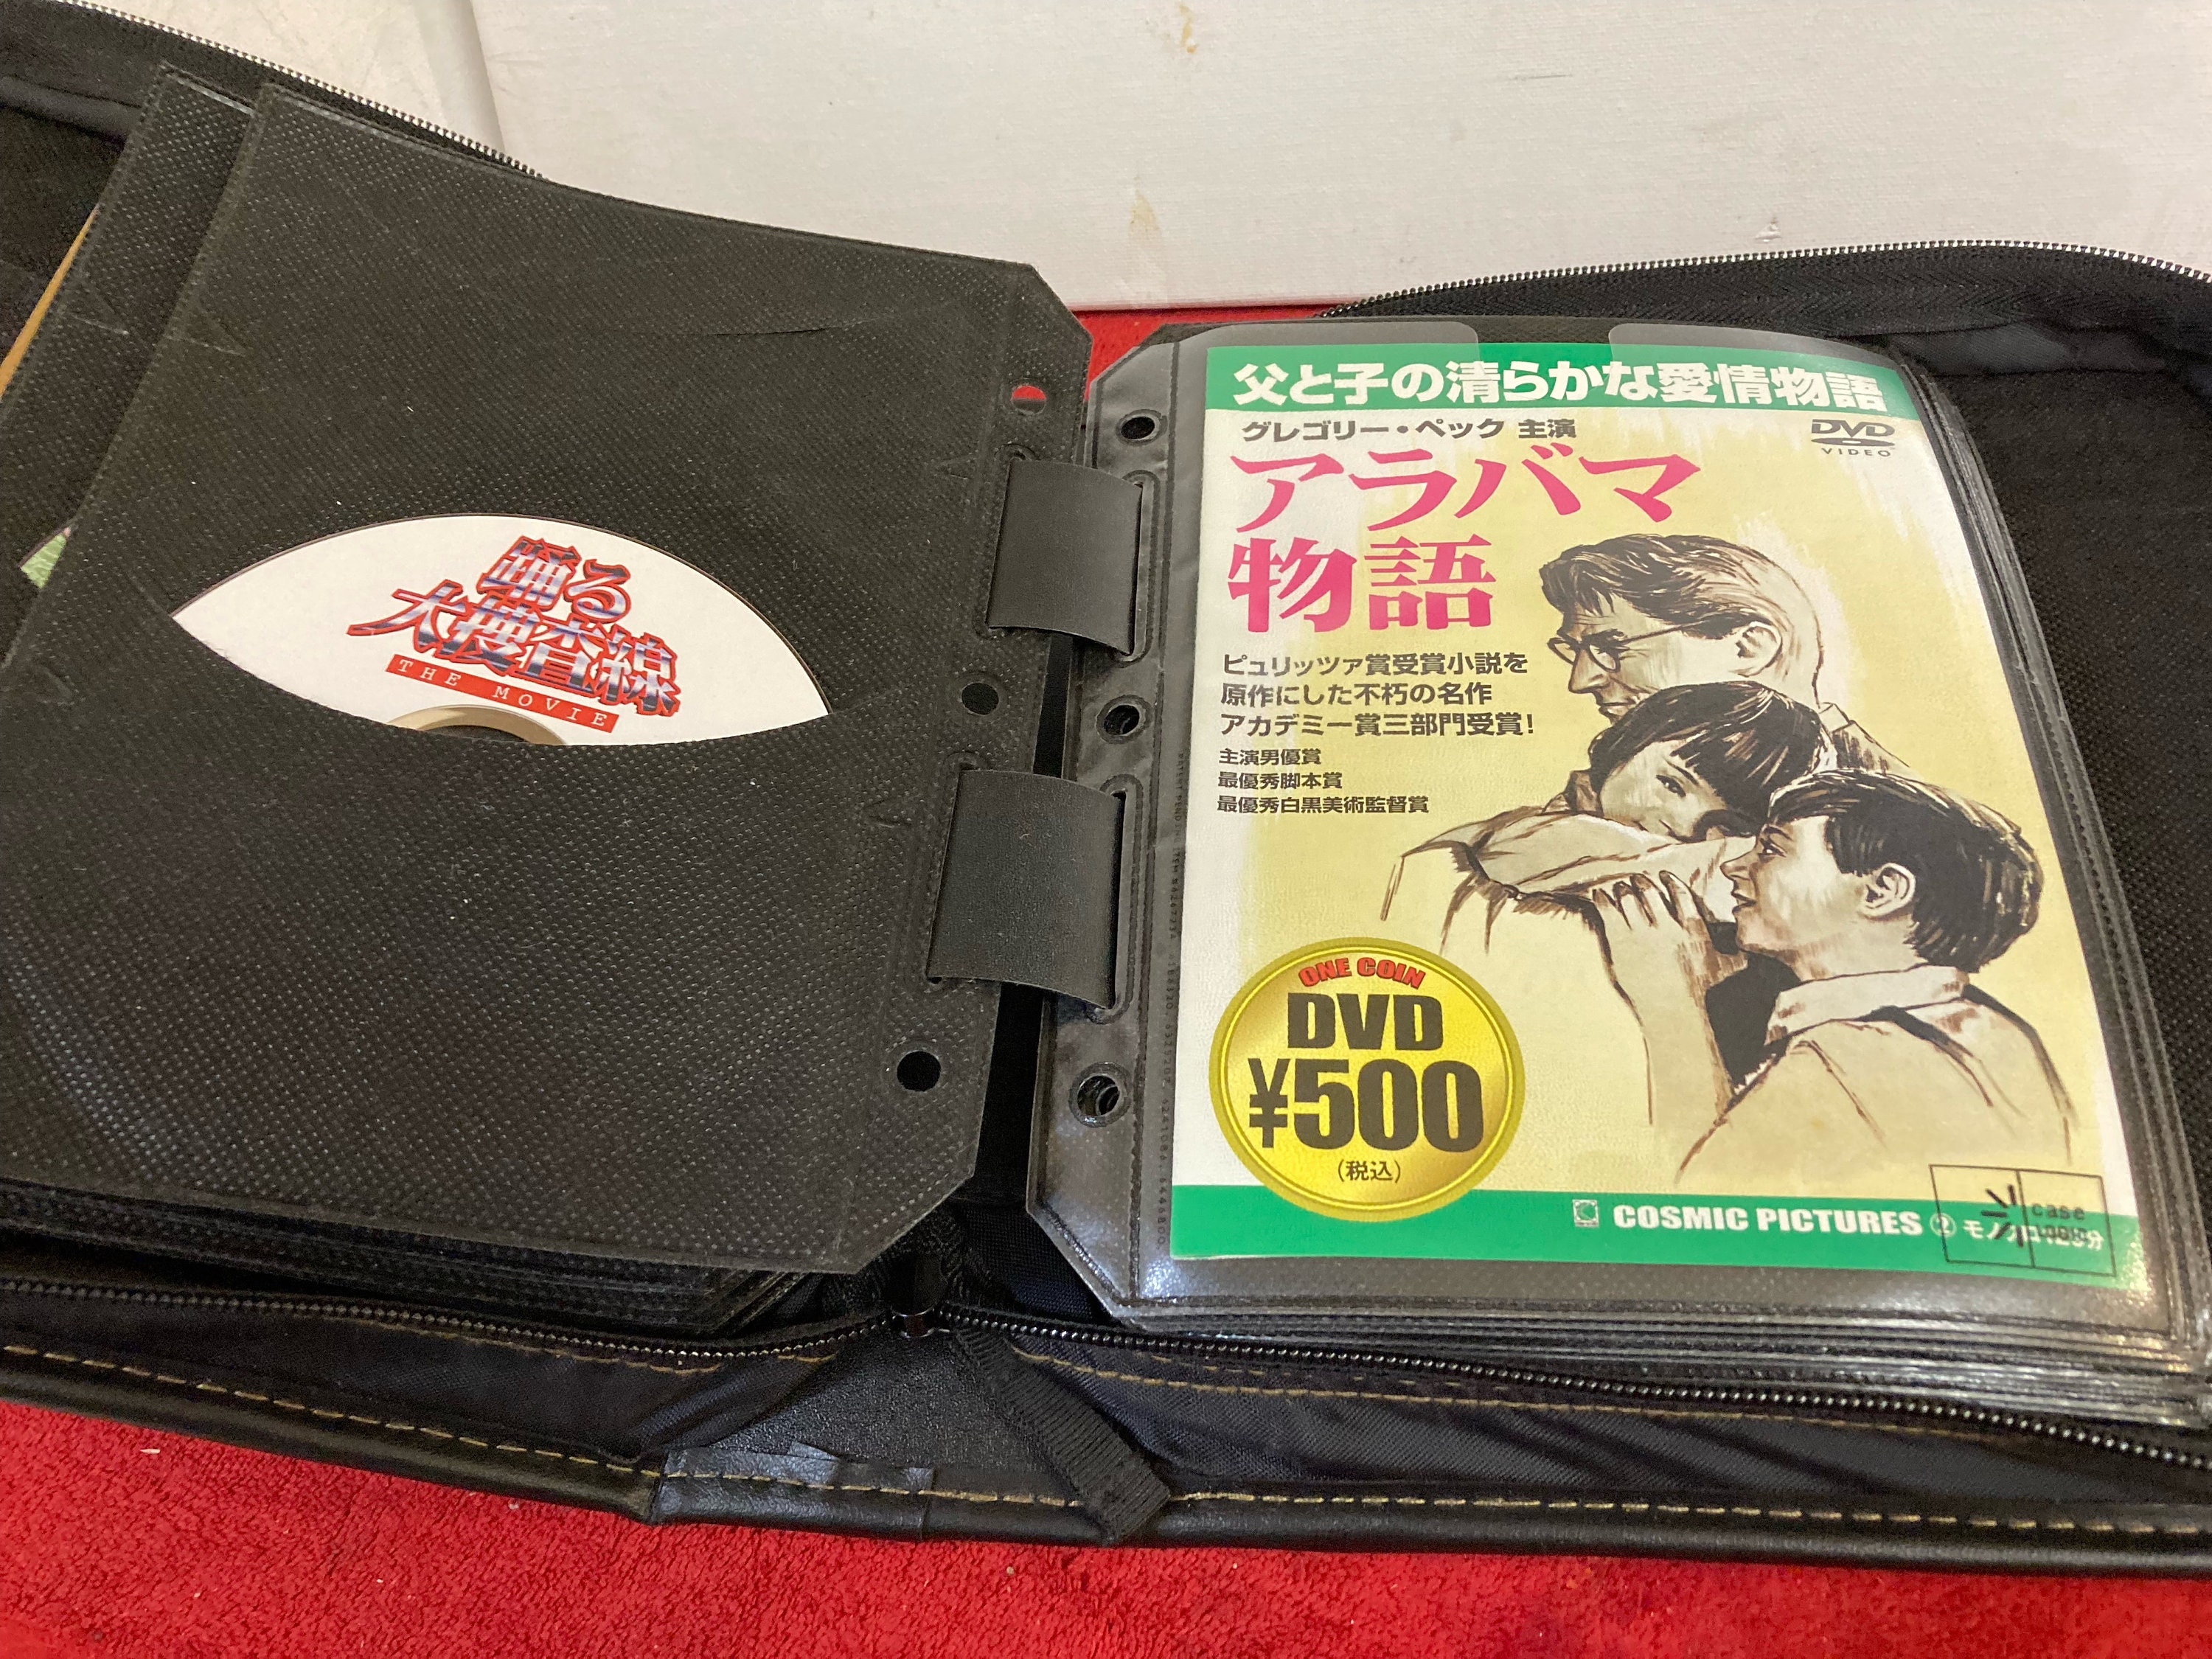 踊る
大捜査線
THE MOVIE
父と子の清らかな愛情物語
グレゴリー・ペック 主演
DVD
VIDEO
アラバマ
物語
ピュリッツァ賞受賞小説を
原作にした不朽の名作
アカデミー賞三部門受賞!
主演男優賞
最優秀脚本賞
最優秀白黒美術監督賞
ONE COIN
DVD
¥500
(税込)
COSMIC PICTURES ② モノクロ
case